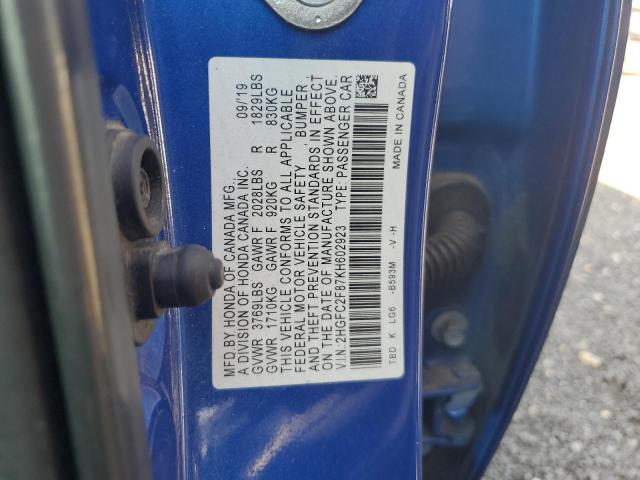 MFD.BY HONDA OF CANADA MFG., 09/19
A DIVISION OF HONDA CANADA INC.
GVWR 3769LBS GAWR F 2028LBS R 1829LBS
GVWR 1710KG GAWR F 920KG R 830KG
THIS VEHICLE CONFORMS TO ALL APPLICABLE
FEDERAL MOTOR VEHICLE SAFETY, BUMPER,
AND THEFT PREVENTION STANDARDS IN EFFECT
ON THE DATE OF MANUFACTURE SHOWN ABOVE.
V.I.N.:2HGFC2F87KH602923 TYPE: PASSENGER CAR
TBD K LG6 -B593M -V -H MADE IN CANADA